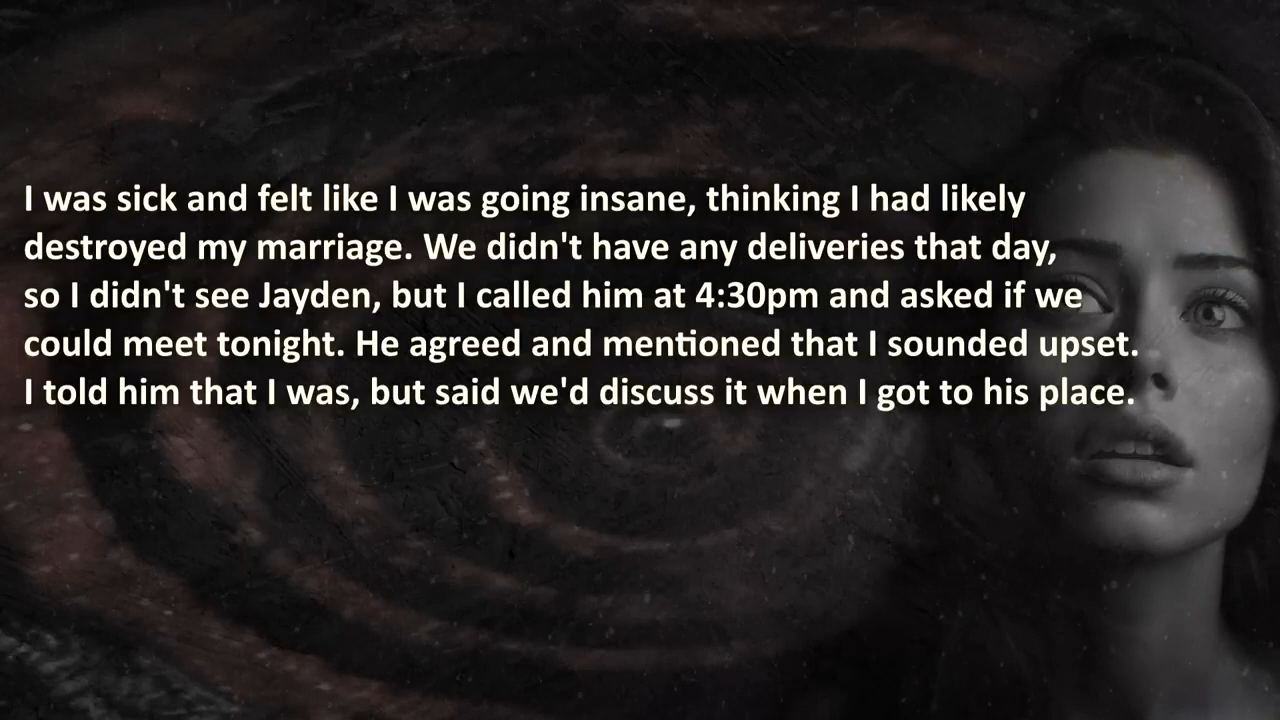 I was sick and felt like I was going insane, thinking I had likely
destroyed my marriage. We didn't have any deliveries that day,
so I didn't see Jayden, but I called him at 4:30pm and asked if we
could meet tonight. He agreed and mentioned that I sounded upset.
I told him that I was, but said we'd discuss it when I got to his place.